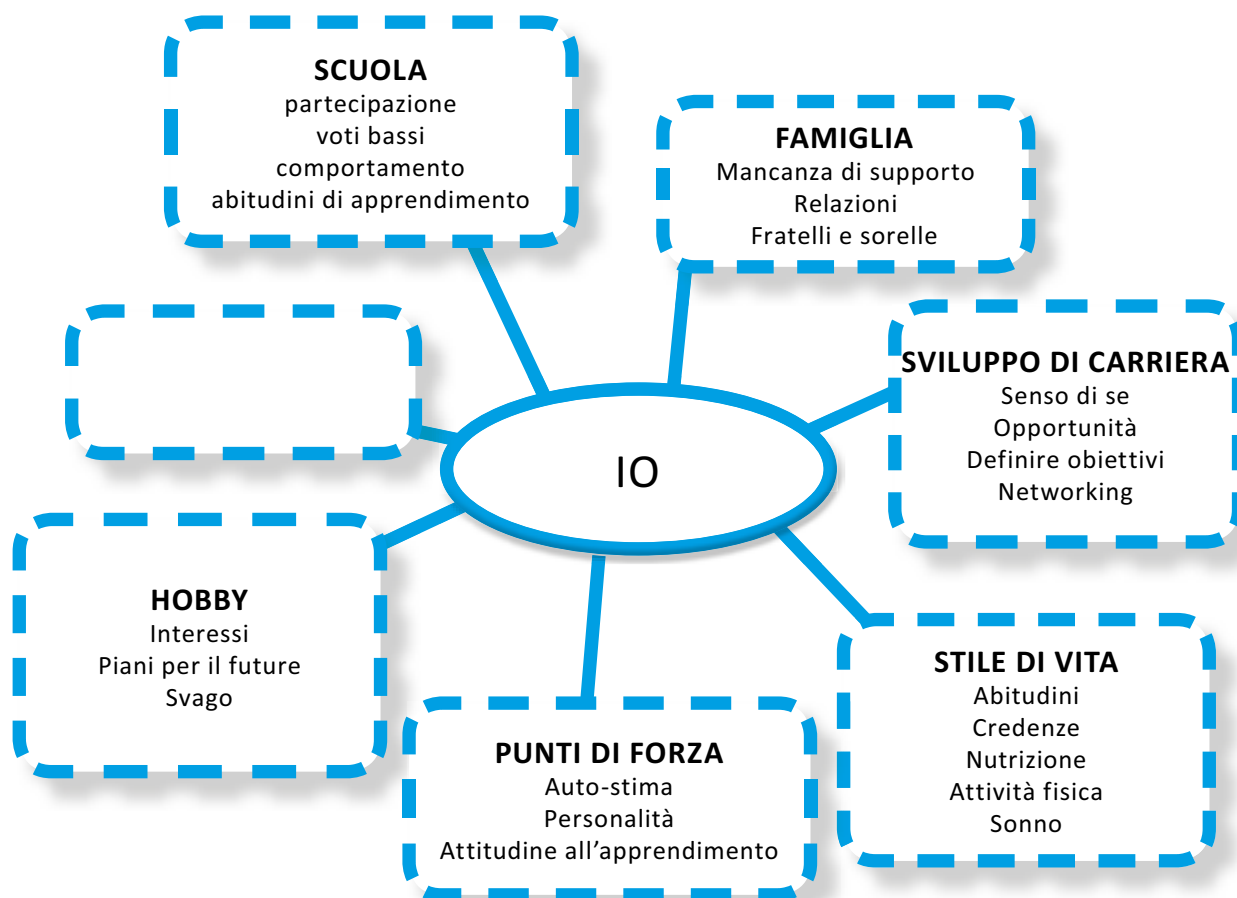 SCUOLA
partecipazione
voti bassi
comportamento
abitudini di apprendimento
FAMIGLIA
Mancanza di supporto
Relazioni
Fratelli e sorelle
SVILUPPO DI CARRIERA
Senso di se
Opportunità
Definire obiettivi
Networking
IO
HOBBY
Interessi
Piani per il future
Svago
PUNTI DI FORZA
Auto-stima
Personalità
Attitudine all’apprendimento
STILE DI VITA
Abitudini
Credenze
Nutrizione
Attività fisica
Sonno